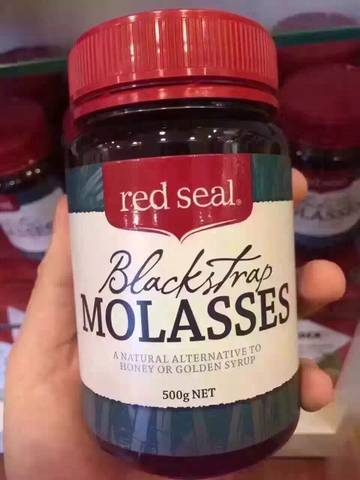 red seal®
Blackstrap
MOLASSES
A NATURAL ALTERNATIVE TO
HONEY OR GOLDEN SYRUP
500g NET